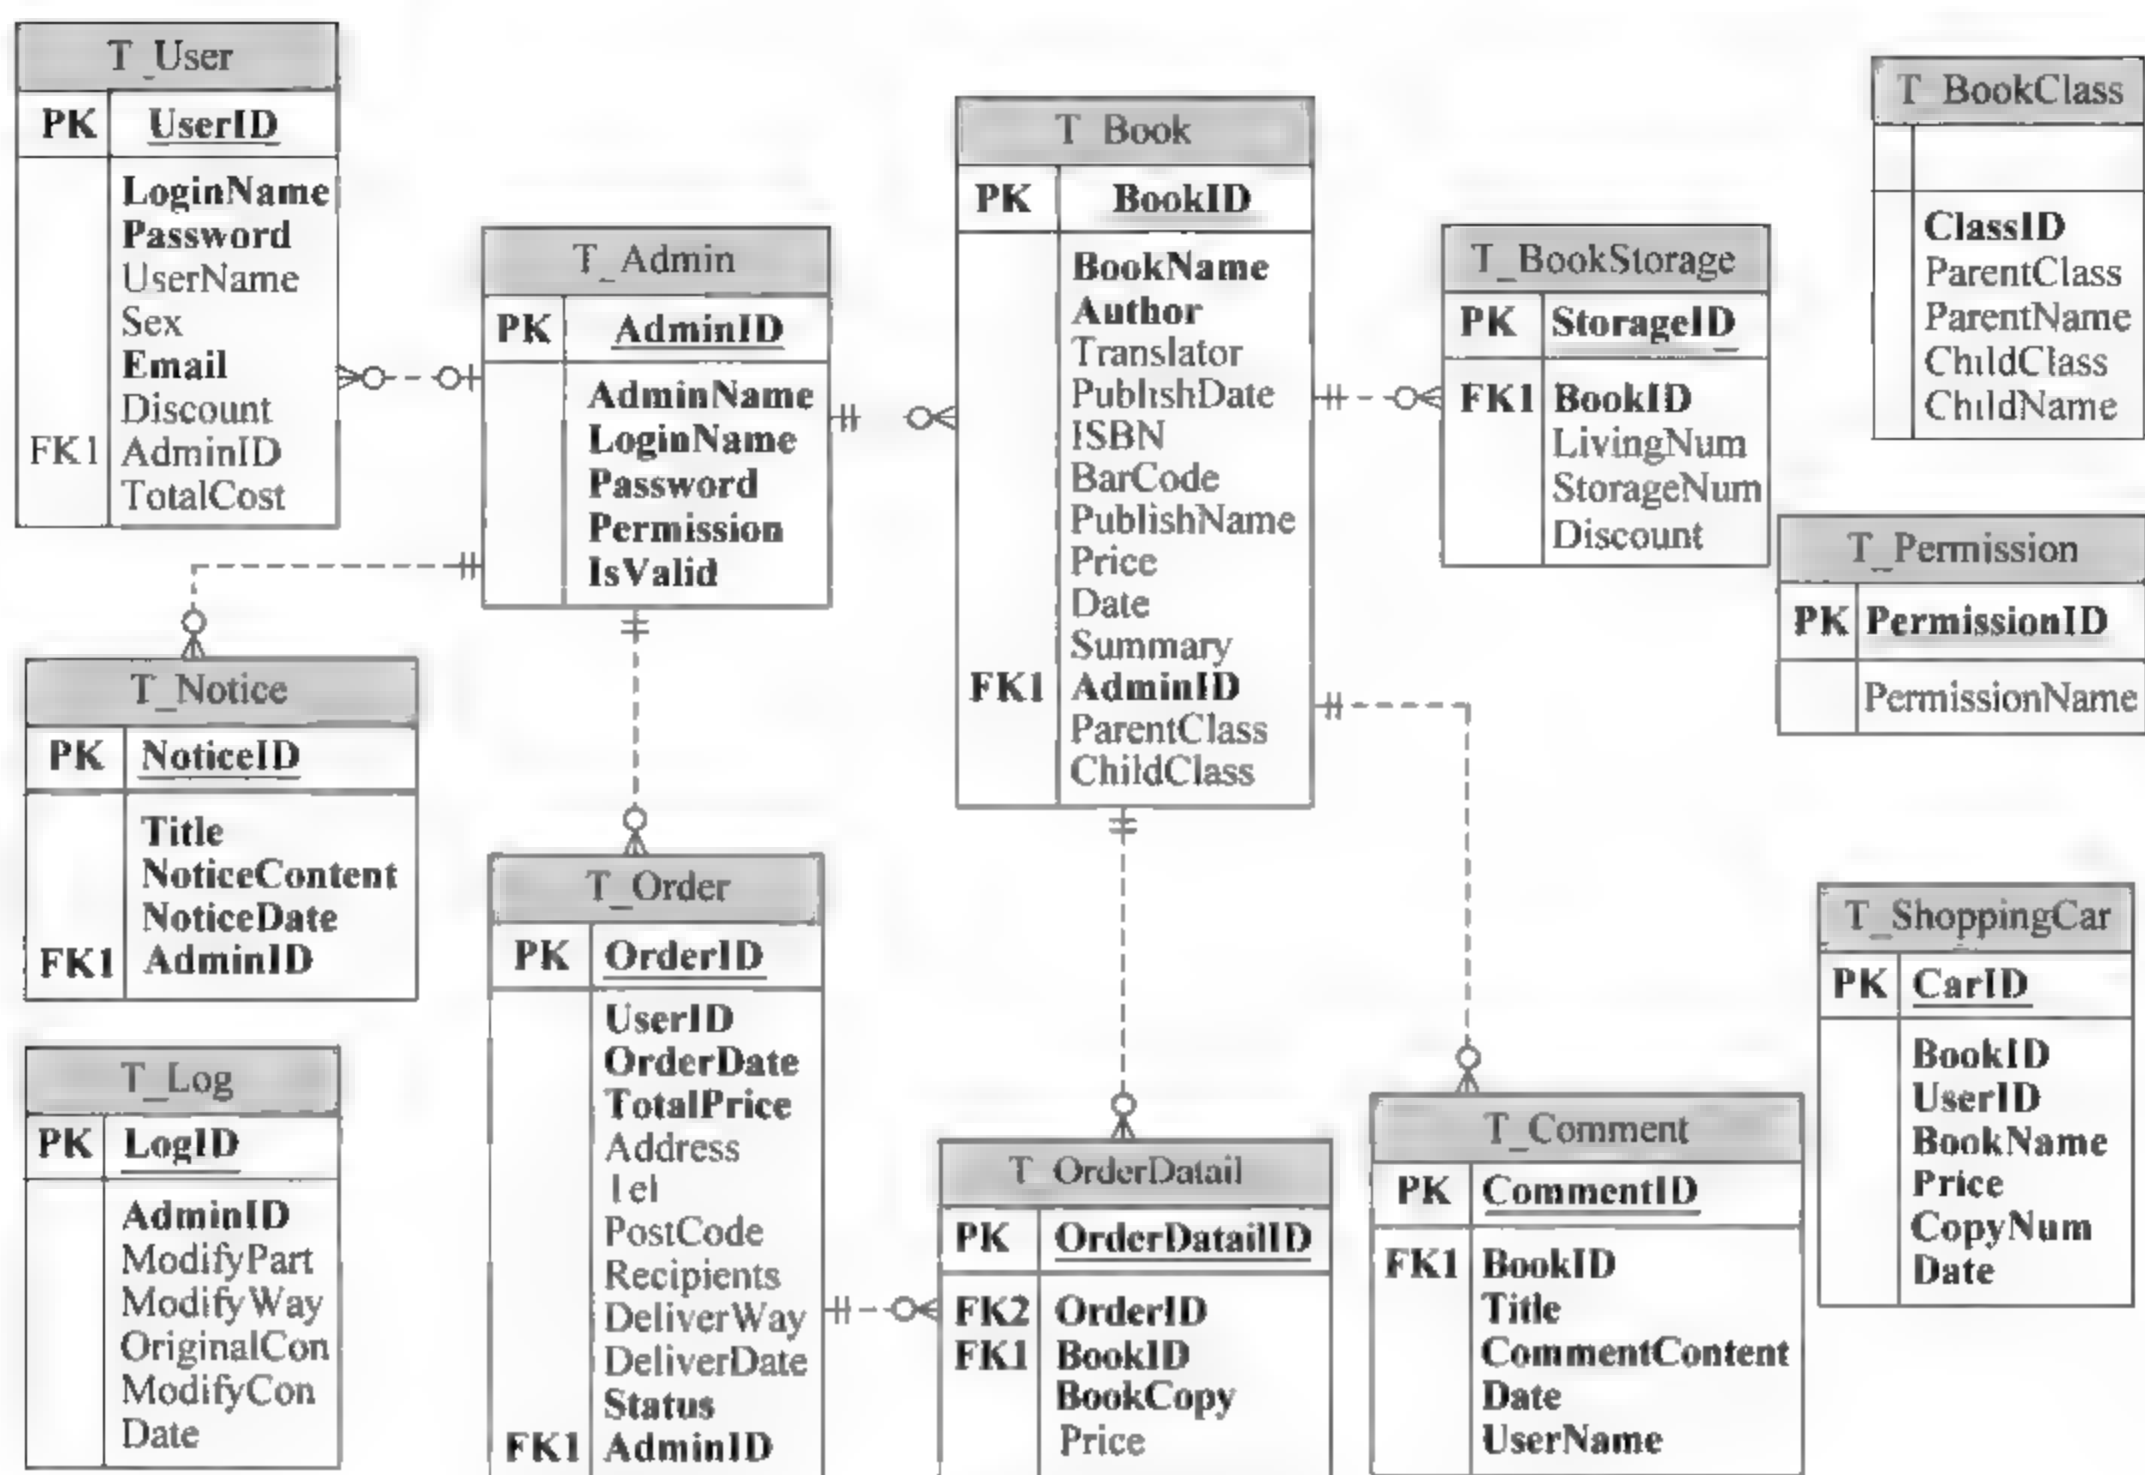 T_User
PK UserID
LoginName
Password
UserName
Sex
Email
Discount
FK1 AdminID
TotalCost
T_Admin
PK AdminID
AdminName
LoginName
Password
Permission
IsValid
T_Book
PK BookID
BookName
Author
Translator
PublishDate
ISBN
BarCode
PublishName
Price
Date
Summary
FK1 AdminID
ParentClass
ChildClass
T_BookStorage
PK StorageID
FK1 BookID
LivingNum
StorageNum
Discount
T_BookClass
ClassID
ParentClass
ParentName
ChildClass
ChildName
T_Permission
PK PermissionID
PermissionName
T_Notice
PK NoticeID
Title
NoticeContent
NoticeDate
FK1 AdminID
T_Log
PK LogID
AdminID
ModifyPart
ModifyWay
OriginalCon
ModifyCon
Date
T_Order
PK OrderID
UserID
OrderDate
TotalPrice
Address
Tel
PostCode
Recipients
DeliverWay
DeliverDate
Status
FK1 AdminID
T_OrderDatail
PK OrderDatailID
FK2 OrderID
FK1 BookID
BookCopy
Price
T_Comment
PK CommentID
FK1 BookID
Title
CommentContent
Date
UserName
T_ShoppingCar
PK CarID
BookID
UserID
BookName
Price
CopyNum
Date